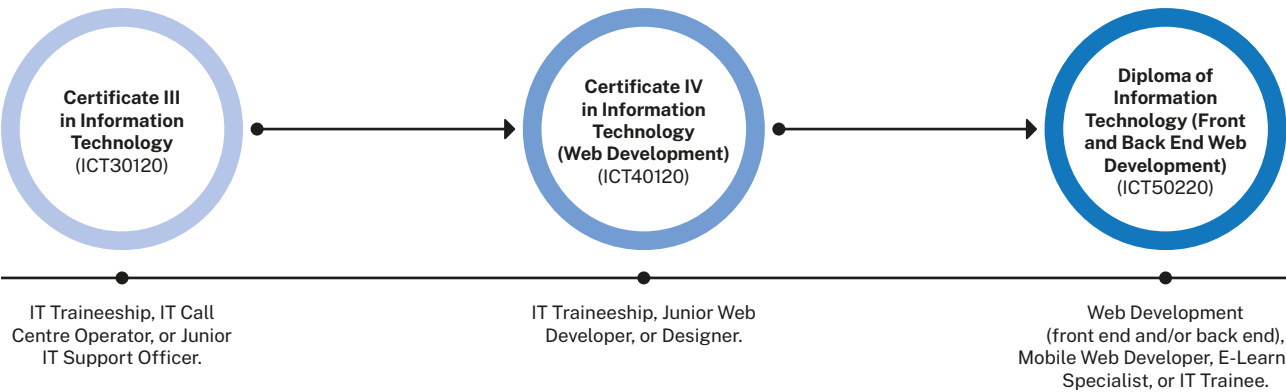 Certificate III
in Information
Technology
(ICT30120)
Certificate IV
in Information
Technology
(Web Development)
(ICT40120)
Diploma of
Information
Technology (Front
and Back End Web
Development)
(ICT50220)
IT Traineeship, IT Call
Centre Operator, or Junior
IT Support Officer.
IT Traineeship, Junior Web
Developer, or Designer.
Web Development
(front end and/or back end),
Mobile Web Developer, E-Learn
Specialist, or IT Trainee.